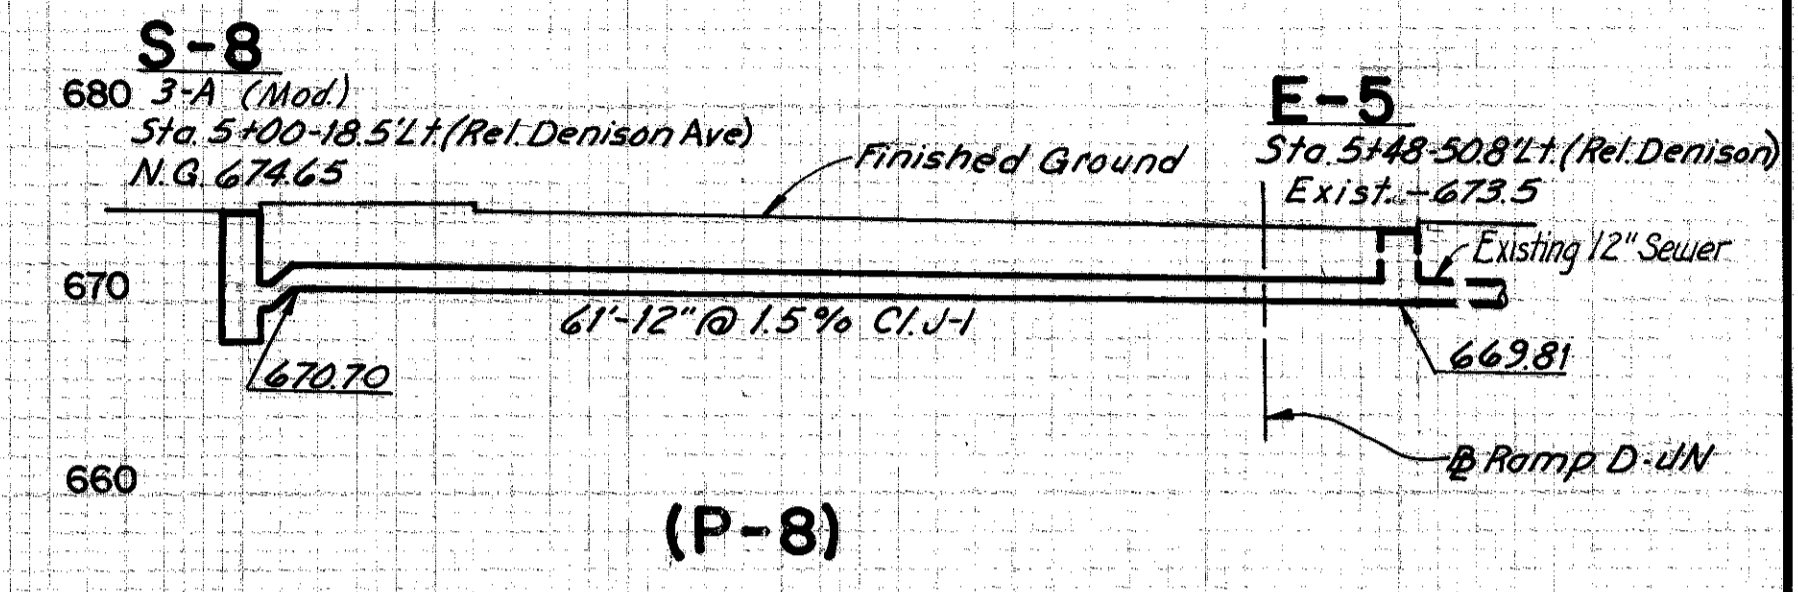 S-8
680 3-A (Mod.)
Sta. 5+00-18.5'Lt. (Rel. Denison Ave)
N.G. 674.65
Finished Ground
E-5
Sta. 5+48-50.8'Lt. (Rel. Denison)
Exist. - 673.5
Existing 12" Sewer
670
61'-12" @ 1.5% Cl. J-1
670.70
669.81
660
BL Ramp D-JN
(P-8)